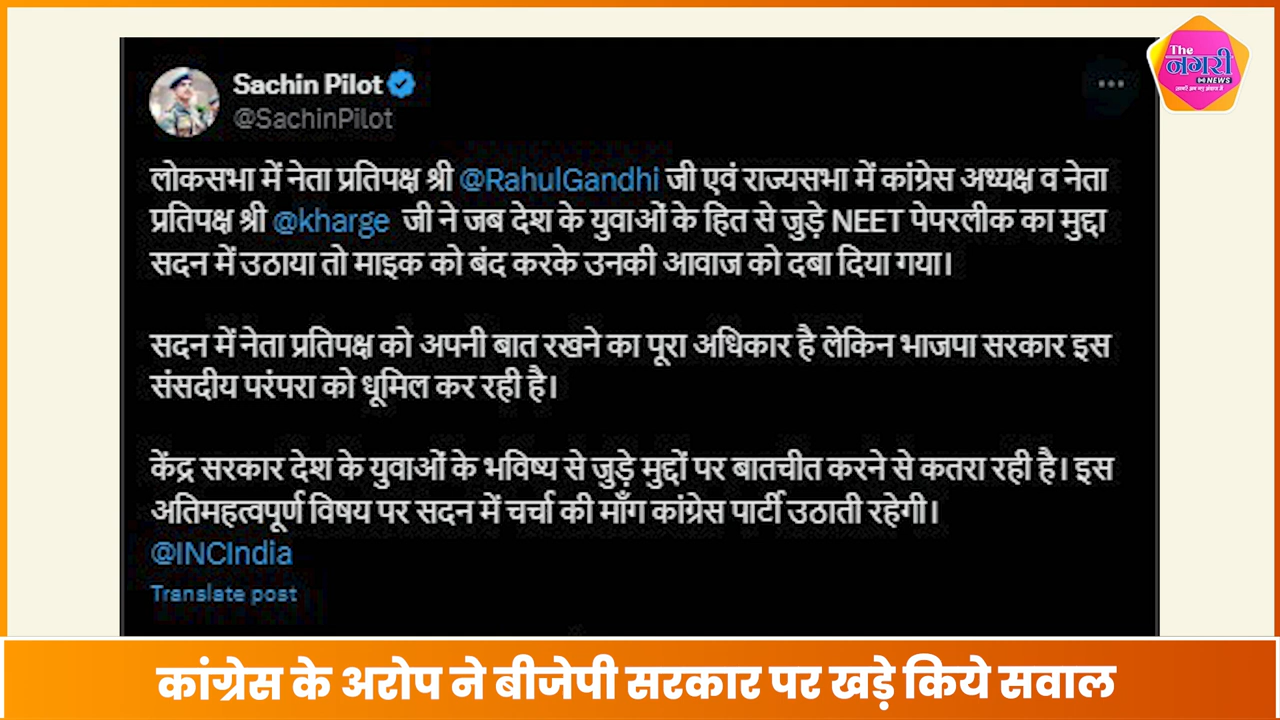 The
नगरी
NEWS
Sachin Pilot
@SachinPilot
लोकसभा में नेता प्रतिपक्ष श्री @RahulGandhi जी एवं राज्यसभा में कांग्रेस अध्यक्ष व नेता
प्रतिपक्ष श्री @kharge जी ने जब देश के युवाओं के हित से जुड़े NEET पेपरलीक का मुद्दा
सदन में उठाया तो माइक को बंद करके उनकी आवाज को दबा दिया गया।
सदन में नेता प्रतिपक्ष को अपनी बात रखने का पूरा अधिकार है लेकिन भाजपा सरकार इस
संसदीय परंपरा को धूमिल कर रही है।
केंद्र सरकार देश के युवाओं के भविष्य से जुड़े मुद्दों पर बातचीत करने से कतरा रही है। इस
अतिमहत्वपूर्ण विषय पर सदन में चर्चा की माँग कांग्रेस पार्टी उठाती रहेगी।
@INCIndia
Translate post
कांग्रेस के अरोप ने बीजेपी सरकार पर खड़े किये सवाल